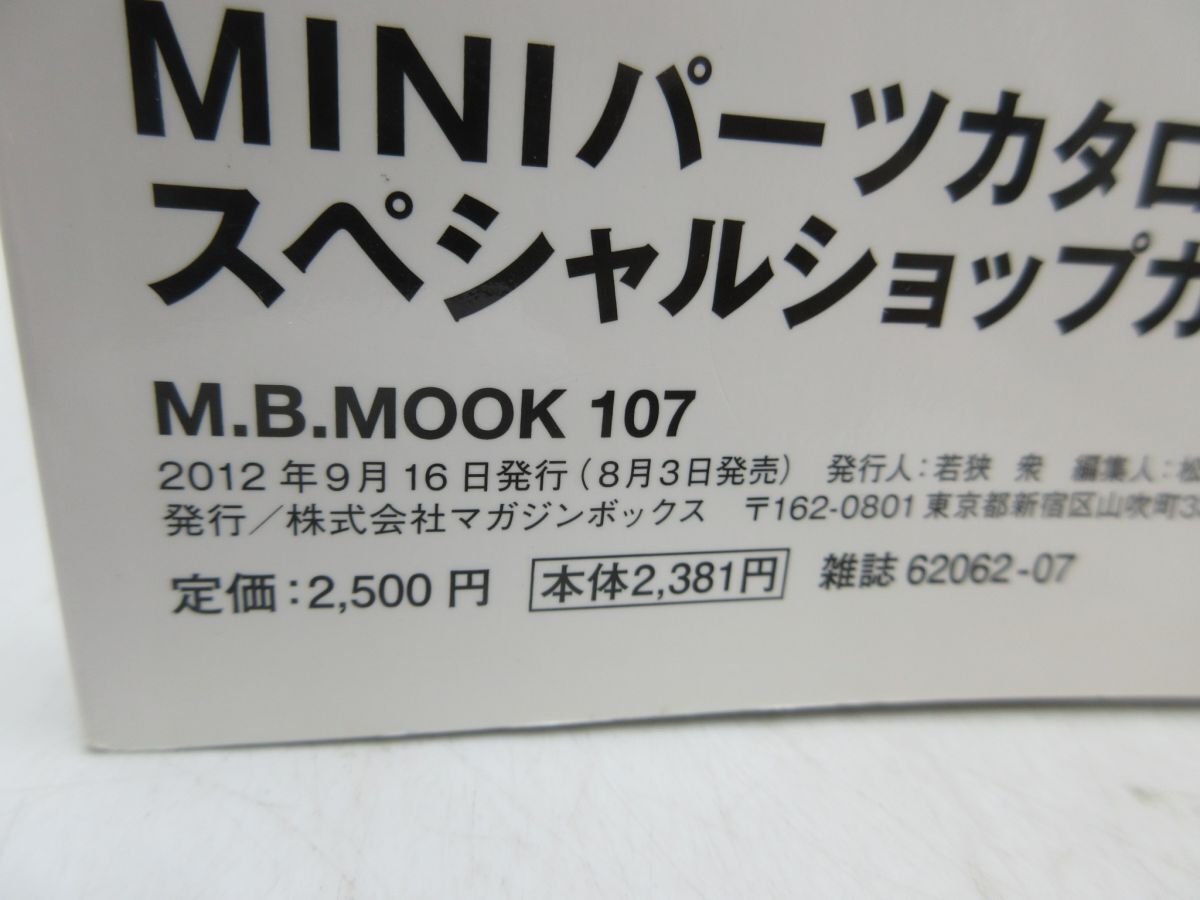 MINIパーツカタロ
スペシャルショップガ
M.B.MOOK 107
2012年9月16日発行(8月3日発売) 発行人:若狭 衆 編集人:松
発行/株式会社マガジンボックス 〒162-0801 東京都新宿区山吹町3
定価:2,500円 本体2,381円 雑誌 62062-07